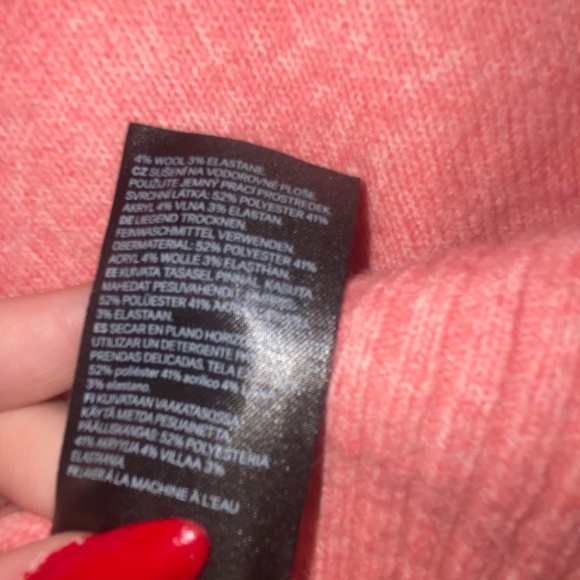 4% WOOL 3% ELASTANE.
CZ SUŠENÍ NA VODOROVNÉ PLOŠE.
POUŽIJTE JEMNÝ PRACÍ PROSTŘEDEK.
SVRCHNÍ LÁTKA: 52% POLYESTER 41%
AKRYL 4% VLNA 3% ELASTAN.
DE LIEGEND TROCKNEN.
FEINWASCHMITTEL VERWENDEN.
OBERMATERIAL: 52% POLYESTER 41%
ACRYL 4% WOLLE 3% ELASTHAN.
EE KUIVATA TASASEL PINNAL. KASUTA
MAHEDAT PESUVAHENDIT.
52% POLÜESTER 41%
3% ELASTAAN.
ES SECAR EN PLANO HORIZ
UTILIZAR UN DETERGENTE
PRENDAS DELICADAS. TELA
52% poliéster 41% acrílico 4%
3% elastano.
FI KUIVATAAN VAAKATASOSSA.
KÄYTÄ MIETOA PESUAINETTA.
PÄÄLLISKANGAS: 52% POLYESTERIA
41% AKRYYLIA 4% VILLAA 3%
ELASTAANIA.
À LA MACHINE À L'EAU